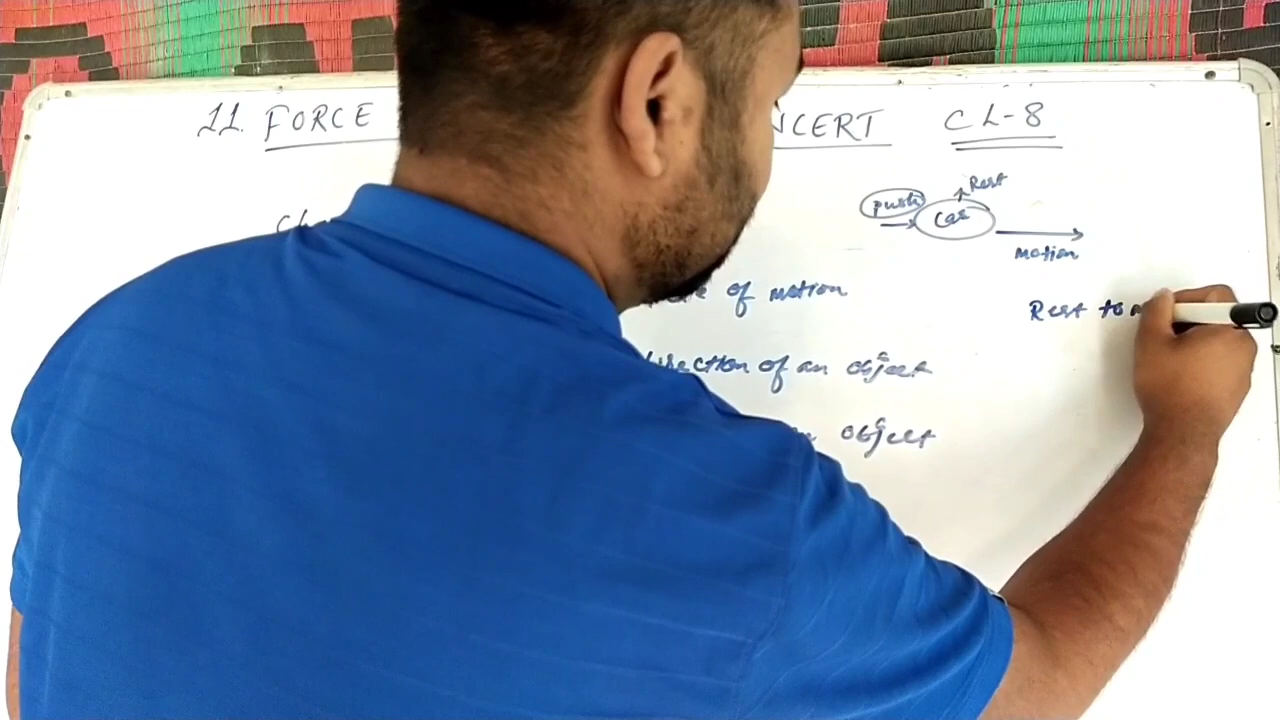 11. FORCE NCERT CL-8
Rest
push
Car
motion
of motion
Rest to
direction of an object
object